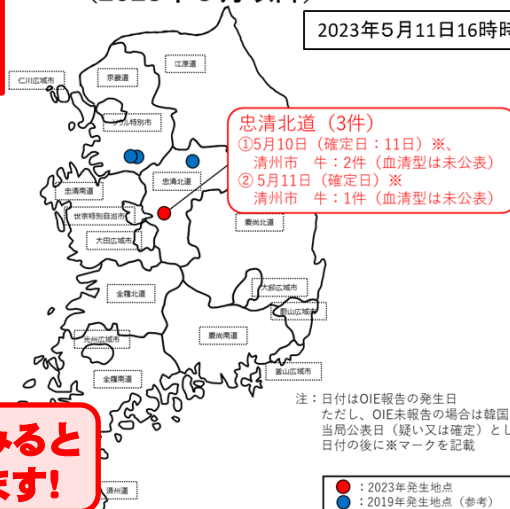 2023年5月11日16時時
江原道
京畿道
仁川広域市
ソウル特別市
忠清北道（3件）
①5月10日（確定日：11日）※、
清州市　牛：2件（血清型は未公表）
② 5月11日（確定日）※
清州市　牛：1件（血清型は未公表）
忠清北道
忠清南道
世宗特別自治市
慶尚北道
大田広域市
大邱広域市
全羅北道
蔚山広域市
慶尚南道
光州広域市
釜山広域市
全羅南道
注：日付はOIE報告の発生日
ただし、OIE未報告の場合は韓国
当局公表日（疑い又は確定）とし
日付の後に※マークを記載
みると
ます!
済州道
：2023年発生地点
：2019年発生地点（参考）